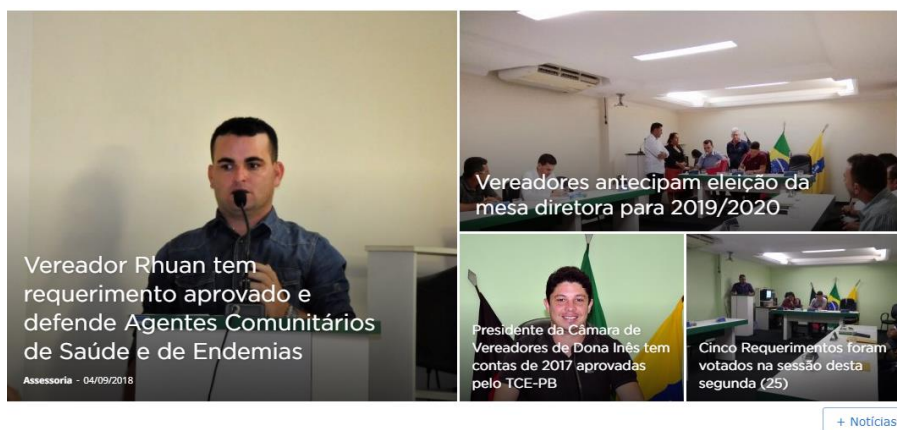 Vereador Rhuan tem
requerimento aprovado e
defende Agentes Comunitários
de Saúde e de Endemias
Assessoria - 04/09/2018
Vereadores antecipam eleição da
mesa diretora para 2019/2020
Presidente da Câmara de
Vereadores de Dona Inês tem
contas de 2017 aprovadas
pelo TCE-PB
Cinco Requerimentos foram
votados na sessão desta
segunda (25)
+ Notícias